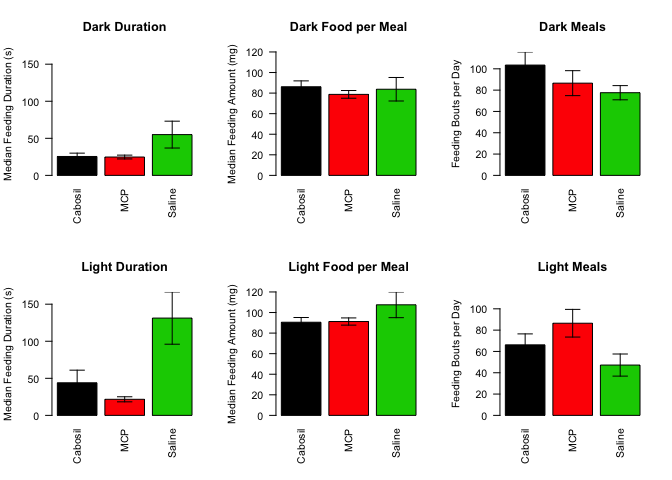 Dark Duration
Median Feeding Duration (s)
150
100
50
0
Cabosil
MCP
Saline
Dark Food per Meal
Median Feeding Amount (mg)
120
100
80
60
40
20
0
Cabosil
MCP
Saline
Dark Meals
Feeding Bouts per Day
100
80
60
40
20
0
Cabosil
MCP
Saline
Light Duration
Median Feeding Duration (s)
150
100
50
0
Cabosil
MCP
Saline
Light Food per Meal
Median Feeding Amount (mg)
120
100
80
60
40
20
0
Cabosil
MCP
Saline
Light Meals
Feeding Bouts per Day
100
80
60
40
20
0
Cabosil
MCP
Saline